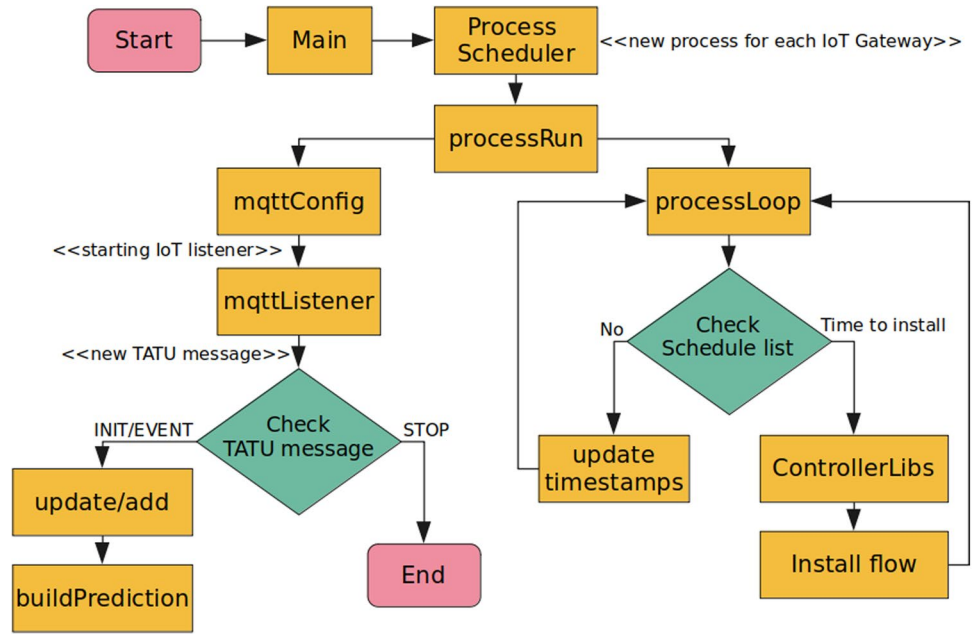 Start
Main
Process
Scheduler
<<new process for each IoT Gateway>>
processRun
mqttConfig
processLoop
<<starting IoT listener>>
mqttListener
<<new TATU message>>
Check
Schedule list
No
Time to install
Check
TATU message
INIT/EVENT
STOP
update
timestamps
ControllerLibs
update/add
Install flow
End
buildPrediction